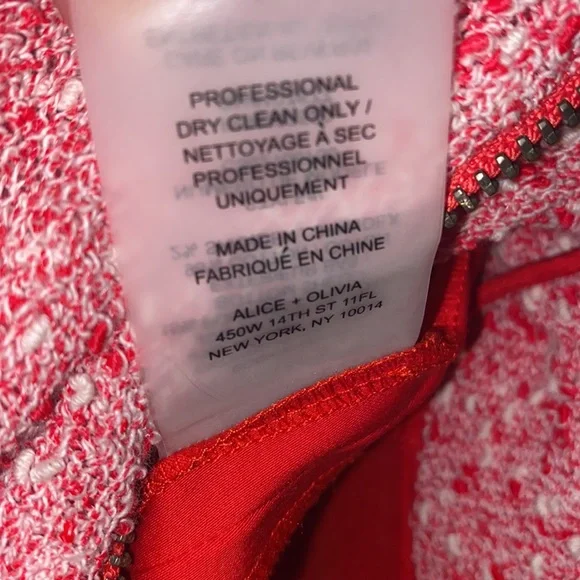 PROFESSIONAL
DRY CLEAN ONLY /
NETTOYAGE À SEC
PROFESSIONNEL
UNIQUEMENT
MADE IN CHINA
FABRIQUÉ EN CHINE
ALICE + OLIVIA
450W 14TH ST 11FL
NEW YORK, NY 10014